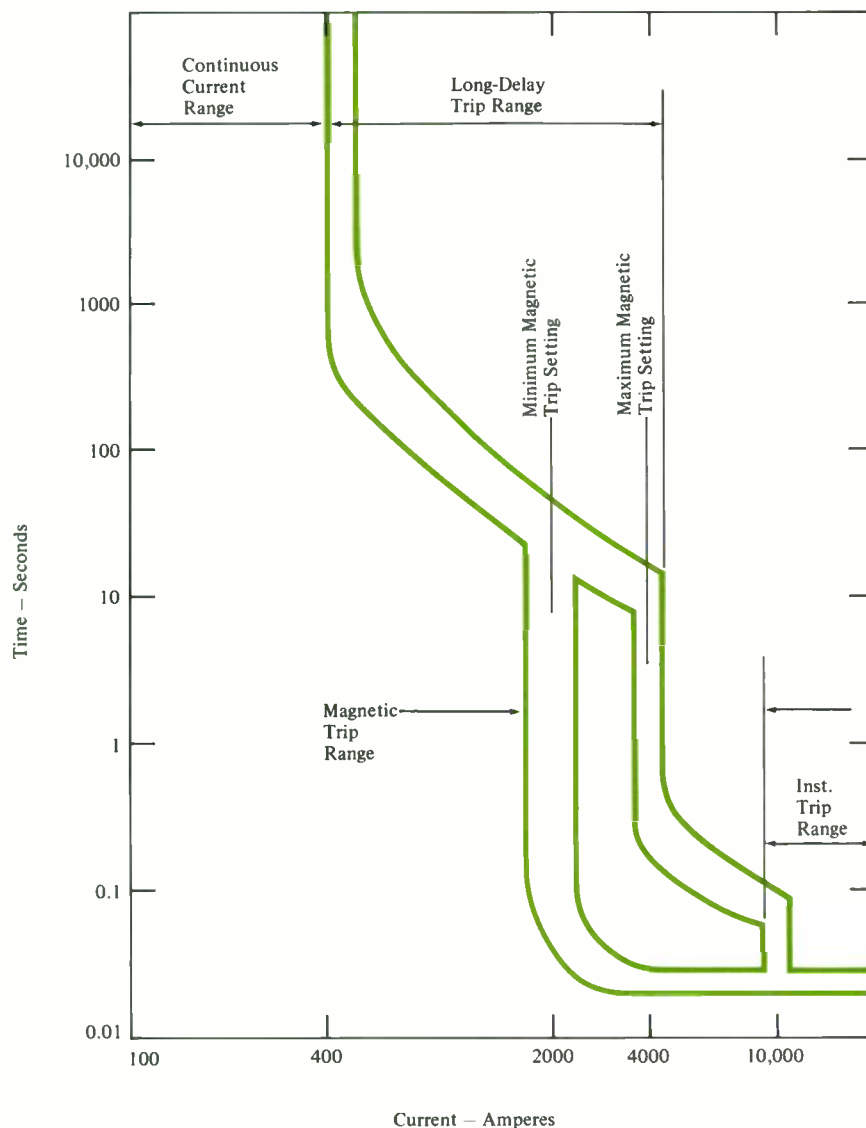 Continuous
Current
Range
Long-Delay
Trip Range
10,000
1000
100
10
1
0.1
0.01
Time – Seconds
Minimum Magnetic
Trip Setting
Maximum Magnetic
Trip Setting
Magnetic
Trip
Range
Inst.
Trip
Range
100
400
2000
4000
10,000
Current – Amperes